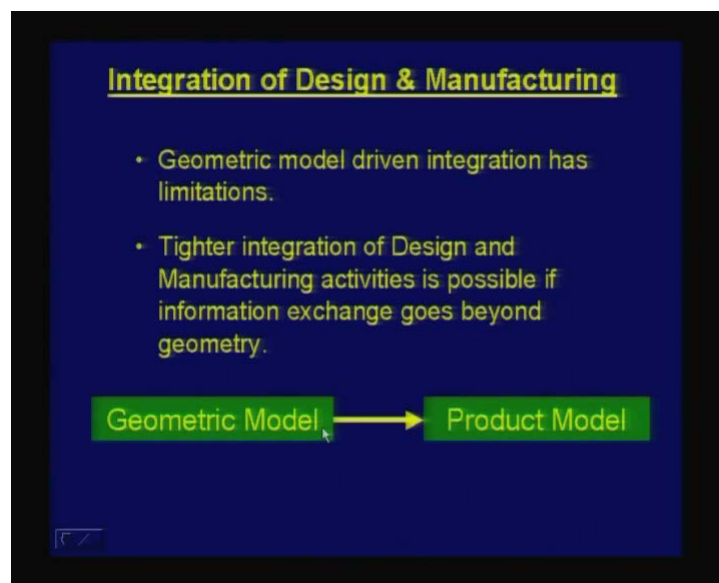 Integration of Design & Manufacturing
• Geometric model driven integration has
limitations.
• Tighter integration of Design and
Manufacturing activities is possible if
information exchange goes beyond
geometry.
Geometric Model
Product Model